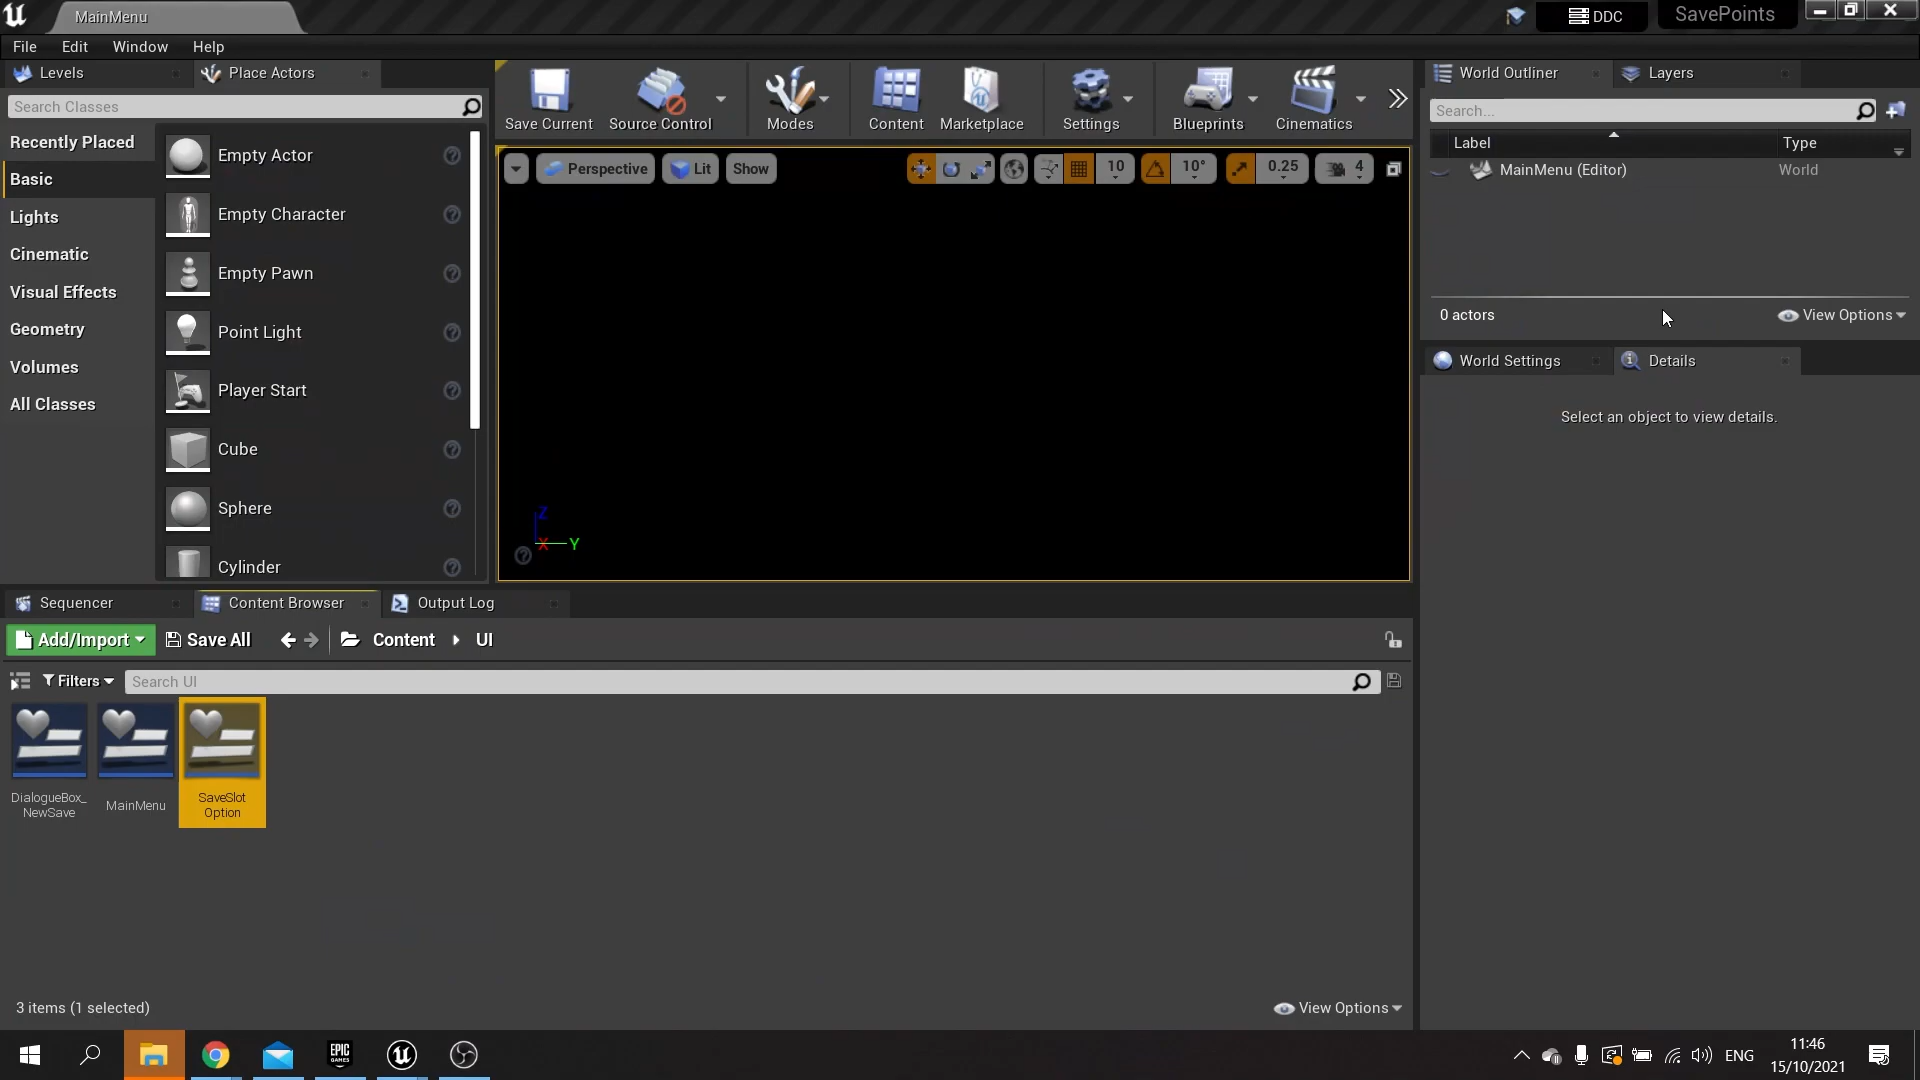 MainMenu
DDC
SavePoints
File Edit Window Help
Levels
Place Actors
Search Classes
Recently Placed
Basic
Lights
Cinematic
Visual Effects
Geometry
Volumes
All Classes
Empty Actor
Empty Character
Empty Pawn
Point Light
Player Start
Cube
Sphere
Cylinder
Save Current
Source Control
Modes
Content
Marketplace
Settings
Blueprints
Cinematics
Perspective
Lit
Show
10
10°
0.25
4
Z
X
Y
World Outliner
Layers
Search...
Label
Type
MainMenu (Editor)
World
0 actors
View Options
World Settings
Details
Select an object to view details.
Sequencer
Content Browser
Output Log
Add/Import
Save All
Content
UI
Filters
Search UI
DialogueBox_
NewSave
MainMenu
SaveSlot
Option
3 items (1 selected)
View Options
EPIC
GAMES
ENG
11:46
15/10/2021